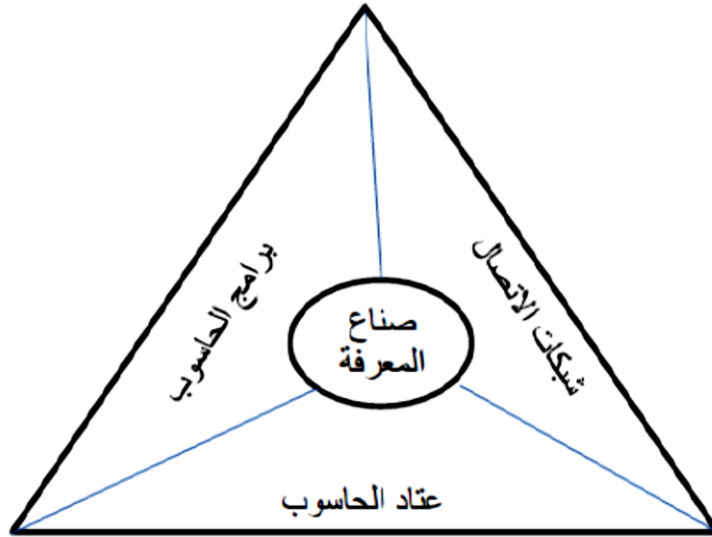 برامج الحاسوب
شبكات الاتصال
صناع
المعرفة
عتاد الحاسوب